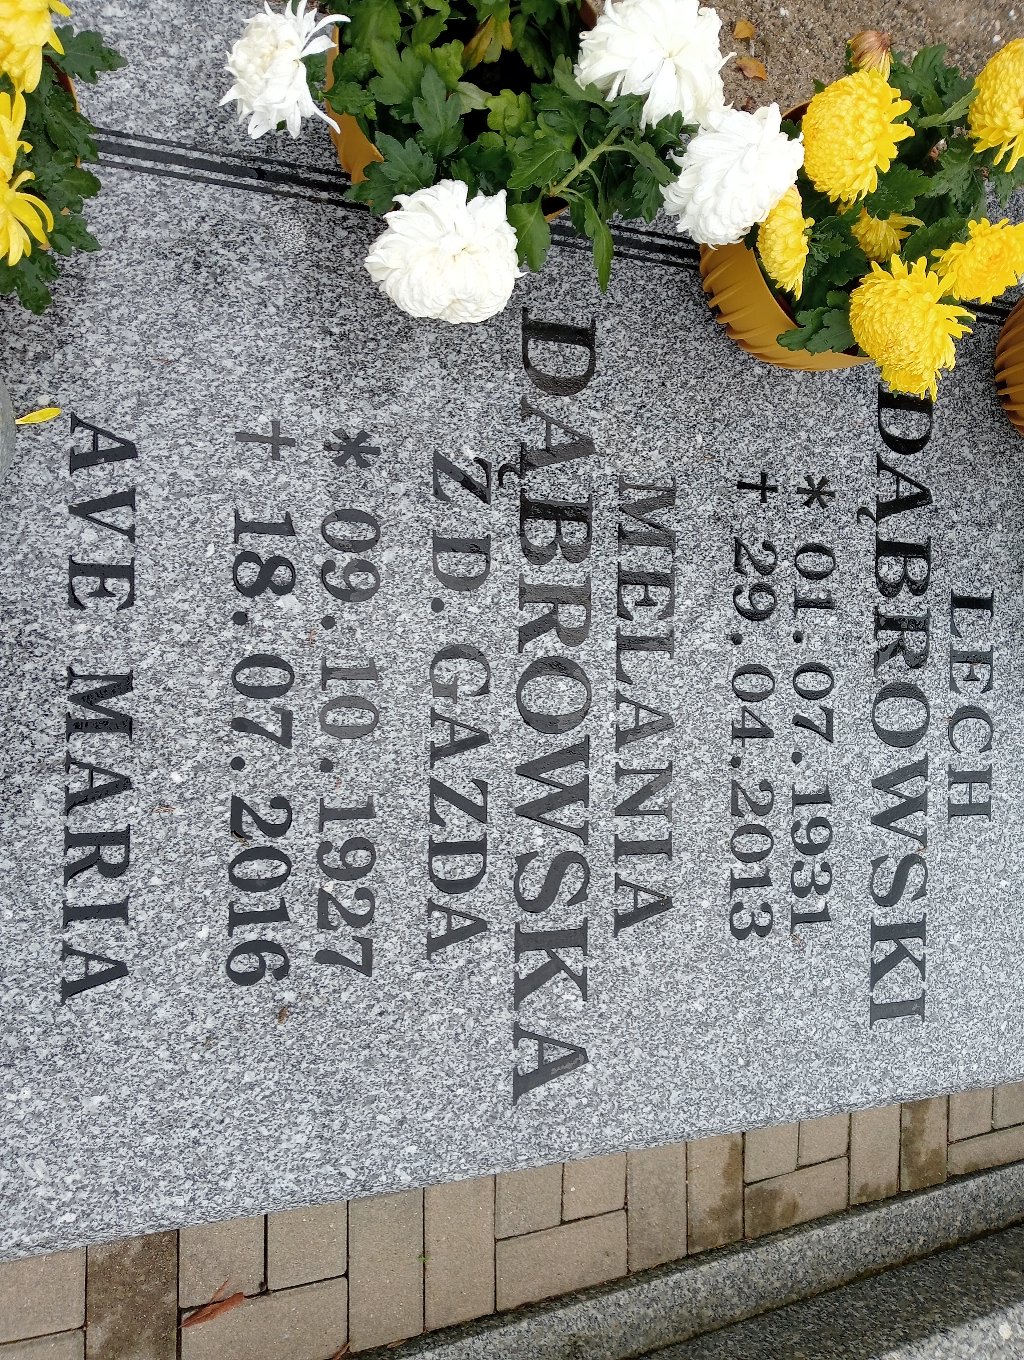 LECH
DĄBROWSKI
* 01.07.1931
† 29.04.2013
MELANIA
DĄBROWSKA
Z D. GAZDA
* 09.10.1927
† 18.07.2016
AVE MARIA